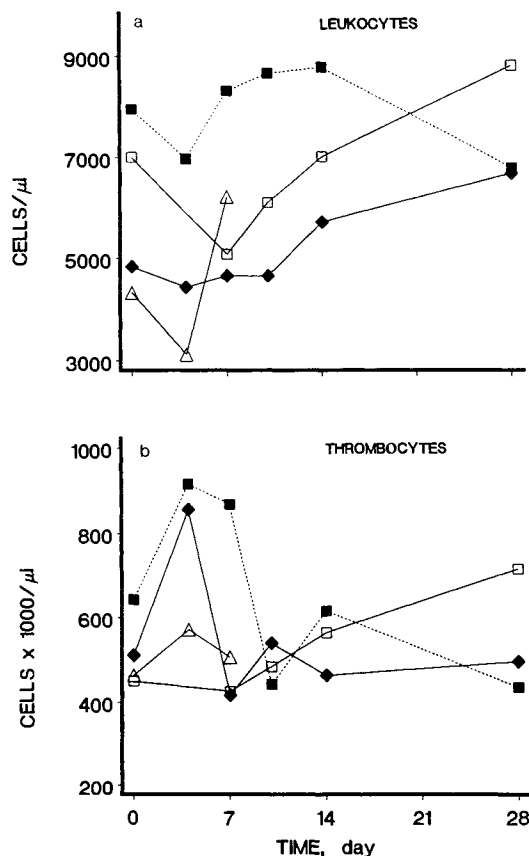 a
LEUKOCYTES
9000
7000
5000
3000
CELLS/µl
b
THROMBOCYTES
1000
800
600
400
200
CELLS x 1000/µl
0 7 14 21 28
TIME, day